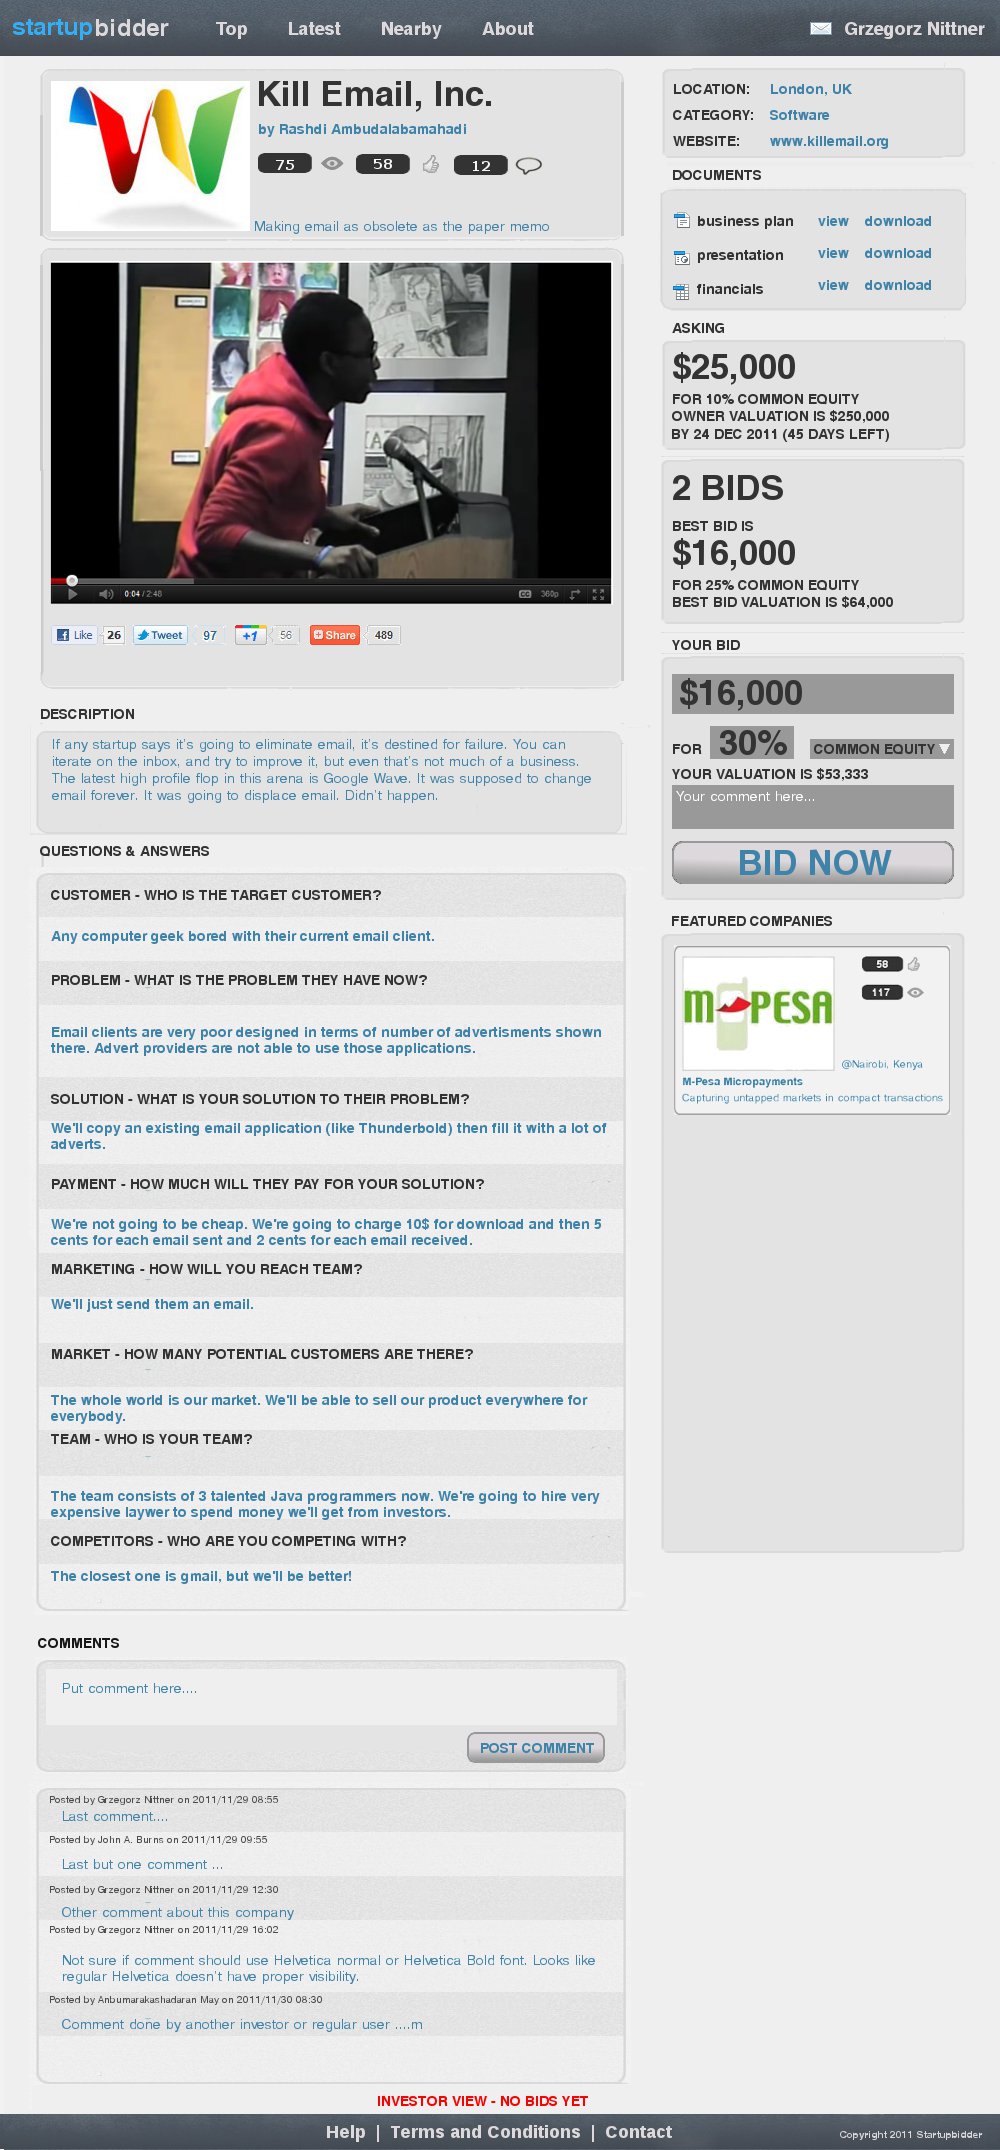 startupbidder Top Latest Nearby About Grzegorz Nittner
Kill Email, Inc.
by Rashdi Ambudalabamahadi
75 58 12
Making email as obsolete as the paper memo
0:04 / 2:48 CC 360p
Like 26 Tweet 97 +1 56 Share 489
DESCRIPTION
If any startup says it's going to eliminate email, it's destined for failure. You can
iterate on the inbox, and try to improve it, but even that's not much of a business.
The latest high profile flop in this arena is Google Wave. It was supposed to change
email forever. It was going to displace email. Didn't happen.
QUESTIONS & ANSWERS
CUSTOMER - WHO IS THE TARGET CUSTOMER?
Any computer geek bored with their current email client.
PROBLEM - WHAT IS THE PROBLEM THEY HAVE NOW?
Email clients are very poor designed in terms of number of advertisments shown
there. Advert providers are not able to use those applications.
SOLUTION - WHAT IS YOUR SOLUTION TO THEIR PROBLEM?
We'll copy an existing email application (like Thunderbold) then fill it with a lot of
adverts.
PAYMENT - HOW MUCH WILL THEY PAY FOR YOUR SOLUTION?
We're not going to be cheap. We're going to charge 10$ for download and then 5
cents for each email sent and 2 cents for each email received.
MARKETING - HOW WILL YOU REACH TEAM?
We'll just send them an email.
MARKET - HOW MANY POTENTIAL CUSTOMERS ARE THERE?
The whole world is our market. We'll be able to sell our product everywhere for
everybody.
TEAM - WHO IS YOUR TEAM?
The team consists of 3 talented Java programmers now. We're going to hire very
expensive laywer to spend money we'll get from investors.
COMPETITORS - WHO ARE YOU COMPETING WITH?
The closest one is gmail, but we'll be better!
COMMENTS
Put comment here....
POST COMMENT
Posted by Grzegorz Nittner on 2011/11/29 08:55
Last comment....
Posted by John A. Burns on 2011/11/29 09:55
Last but one comment ...
Posted by Grzegorz Nittner on 2011/11/29 12:30
Other comment about this company
Posted by Grzegorz Nittner on 2011/11/29 16:02
Not sure if comment should use Helvetica normal or Helvetica Bold font. Looks like
regular Helvetica doesn't have proper visibility.
Posted by Anbumarakashadaran May on 2011/11/30 08:30
Comment done by another investor or regular user ....m
LOCATION: London, UK
CATEGORY: Software
WEBSITE: www.killemail.org
DOCUMENTS
business plan view download
presentation view download
financials view download
ASKING
$25,000
FOR 10% COMMON EQUITY
OWNER VALUATION IS $250,000
BY 24 DEC 2011 (45 DAYS LEFT)
2 BIDS
BEST BID IS
$16,000
FOR 25% COMMON EQUITY
BEST BID VALUATION IS $64,000
YOUR BID
$16,000
FOR 30% COMMON EQUITY
YOUR VALUATION IS $53,333
Your comment here...
BID NOW
FEATURED COMPANIES
M PESA
58
117
@Nairobi, Kenya
M-Pesa Micropayments
Capturing untapped markets in compact transactions
INVESTOR VIEW - NO BIDS YET
Help | Terms and Conditions | Contact
Copyright 2011 Startupbidder